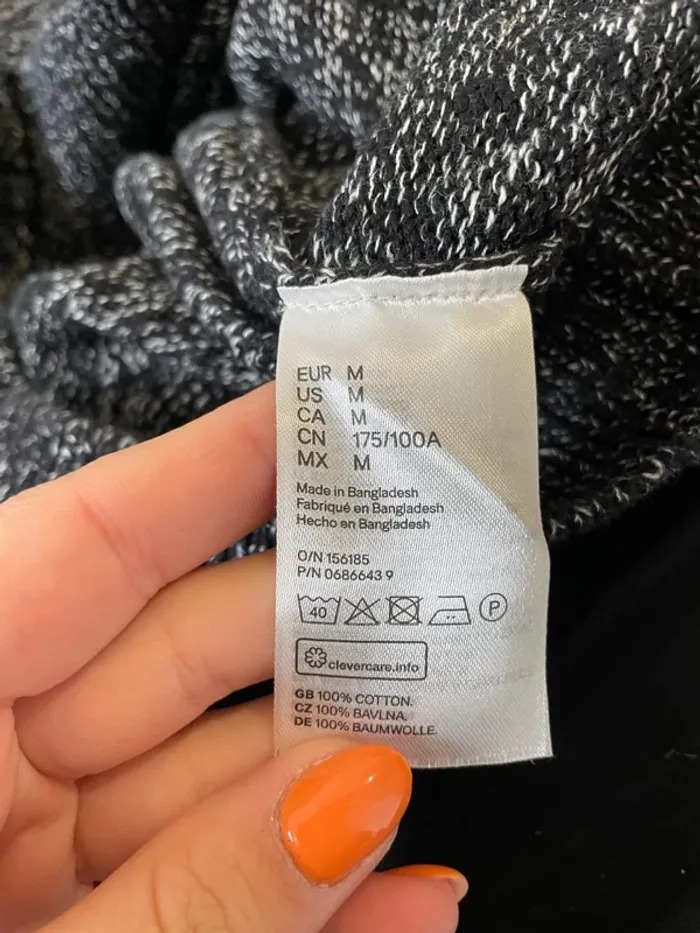 EUR M
US M
CA M
CN 175/100A
MX M
Made in Bangladesh
Fabriqué en Bangladesh
Hecho en Bangladesh
O/N 156185
P/N 0686643 9
40 P
clevercare.info
GB 100% COTTON.
CZ 100% BAVLNA.
DE 100% BAUMWOLLE.